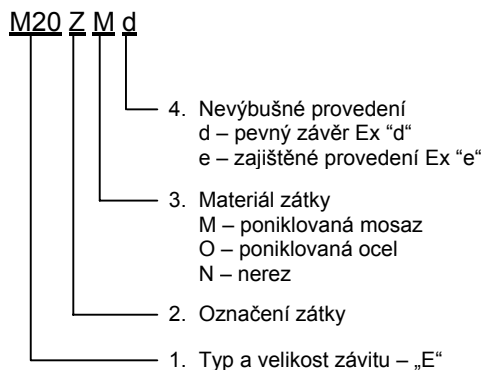 M20 Z M d
4. Nevýbušné provedení
d – pevný závěr Ex “d“
e – zajištěné provedení Ex “e“
3. Materiál zátky
M – poniklovaná mosaz
O – poniklovaná ocel
N – nerez
2. Označení zátky
1. Typ a velikost závitu – „E“